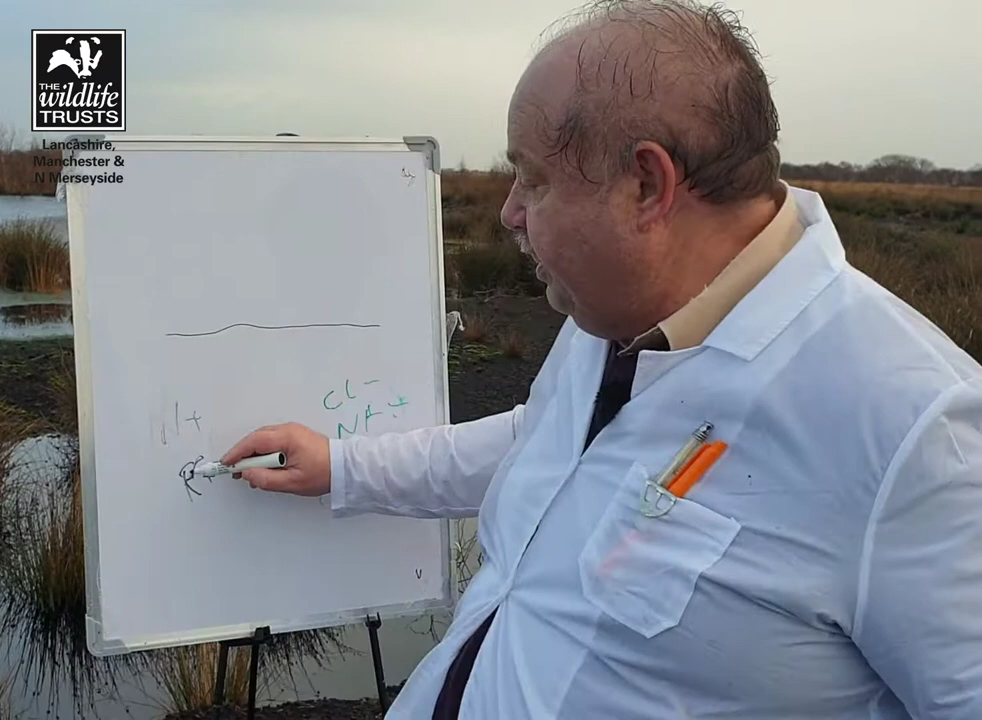 THE
wildlife
TRUSTS
Lancashire,
Manchester &
N Merseyside
Cl-
NA+